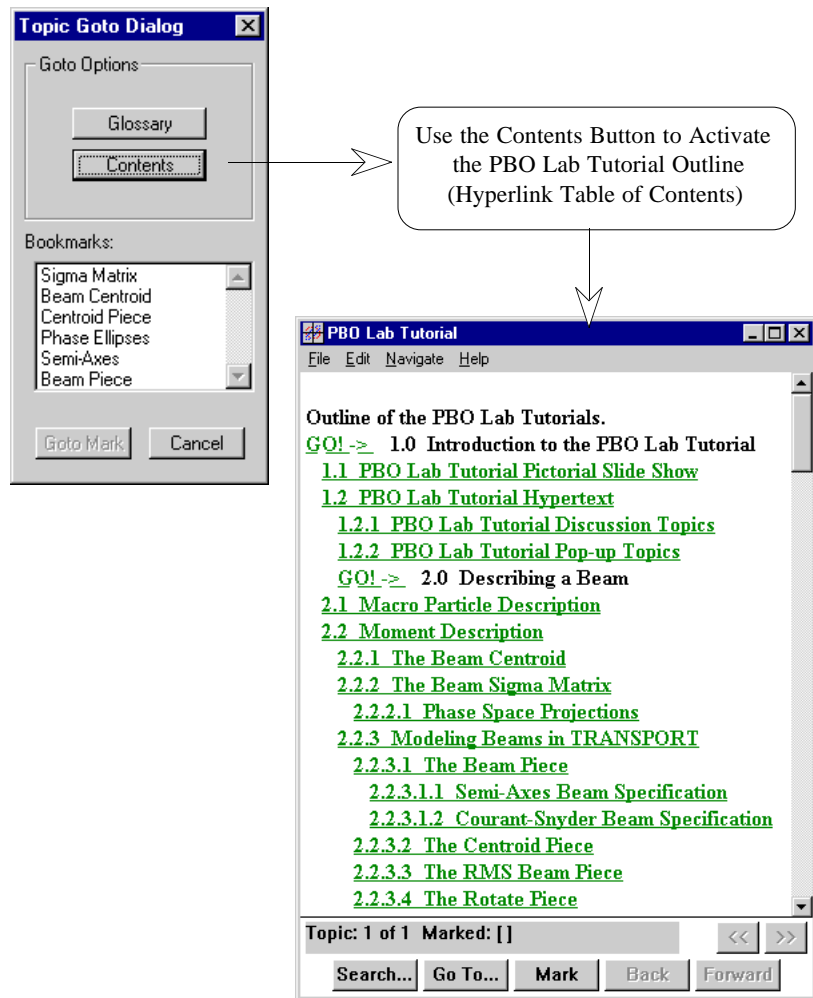 Topic Goto Dialog
Goto Options
Glossary
Contents
Bookmarks:
Sigma Matrix
Beam Centroid
Centroid Piece
Phase Ellipses
Semi-Axes
Beam Piece
Goto Mark
Cancel
Use the Contents Button to Activate
the PBO Lab Tutorial Outline
(Hyperlink Table of Contents)
PBO Lab Tutorial
File Edit Navigate Help
Outline of the PBO Lab Tutorials.
GO! -> 1.0 Introduction to the PBO Lab Tutorial
1.1 PBO Lab Tutorial Pictorial Slide Show
1.2 PBO Lab Tutorial Hypertext
1.2.1 PBO Lab Tutorial Discussion Topics
1.2.2 PBO Lab Tutorial Pop-up Topics
GO! -> 2.0 Describing a Beam
2.1 Macro Particle Description
2.2 Moment Description
2.2.1 The Beam Centroid
2.2.2 The Beam Sigma Matrix
2.2.2.1 Phase Space Projections
2.2.3 Modeling Beams in TRANSPORT
2.2.3.1 The Beam Piece
2.2.3.1.1 Semi-Axes Beam Specification
2.2.3.1.2 Courant-Snyder Beam Specification
2.2.3.2 The Centroid Piece
2.2.3.3 The RMS Beam Piece
2.2.3.4 The Rotate Piece
Topic: 1 of 1 Marked: [ ]
<< >>
Search... Go To... Mark Back Forward